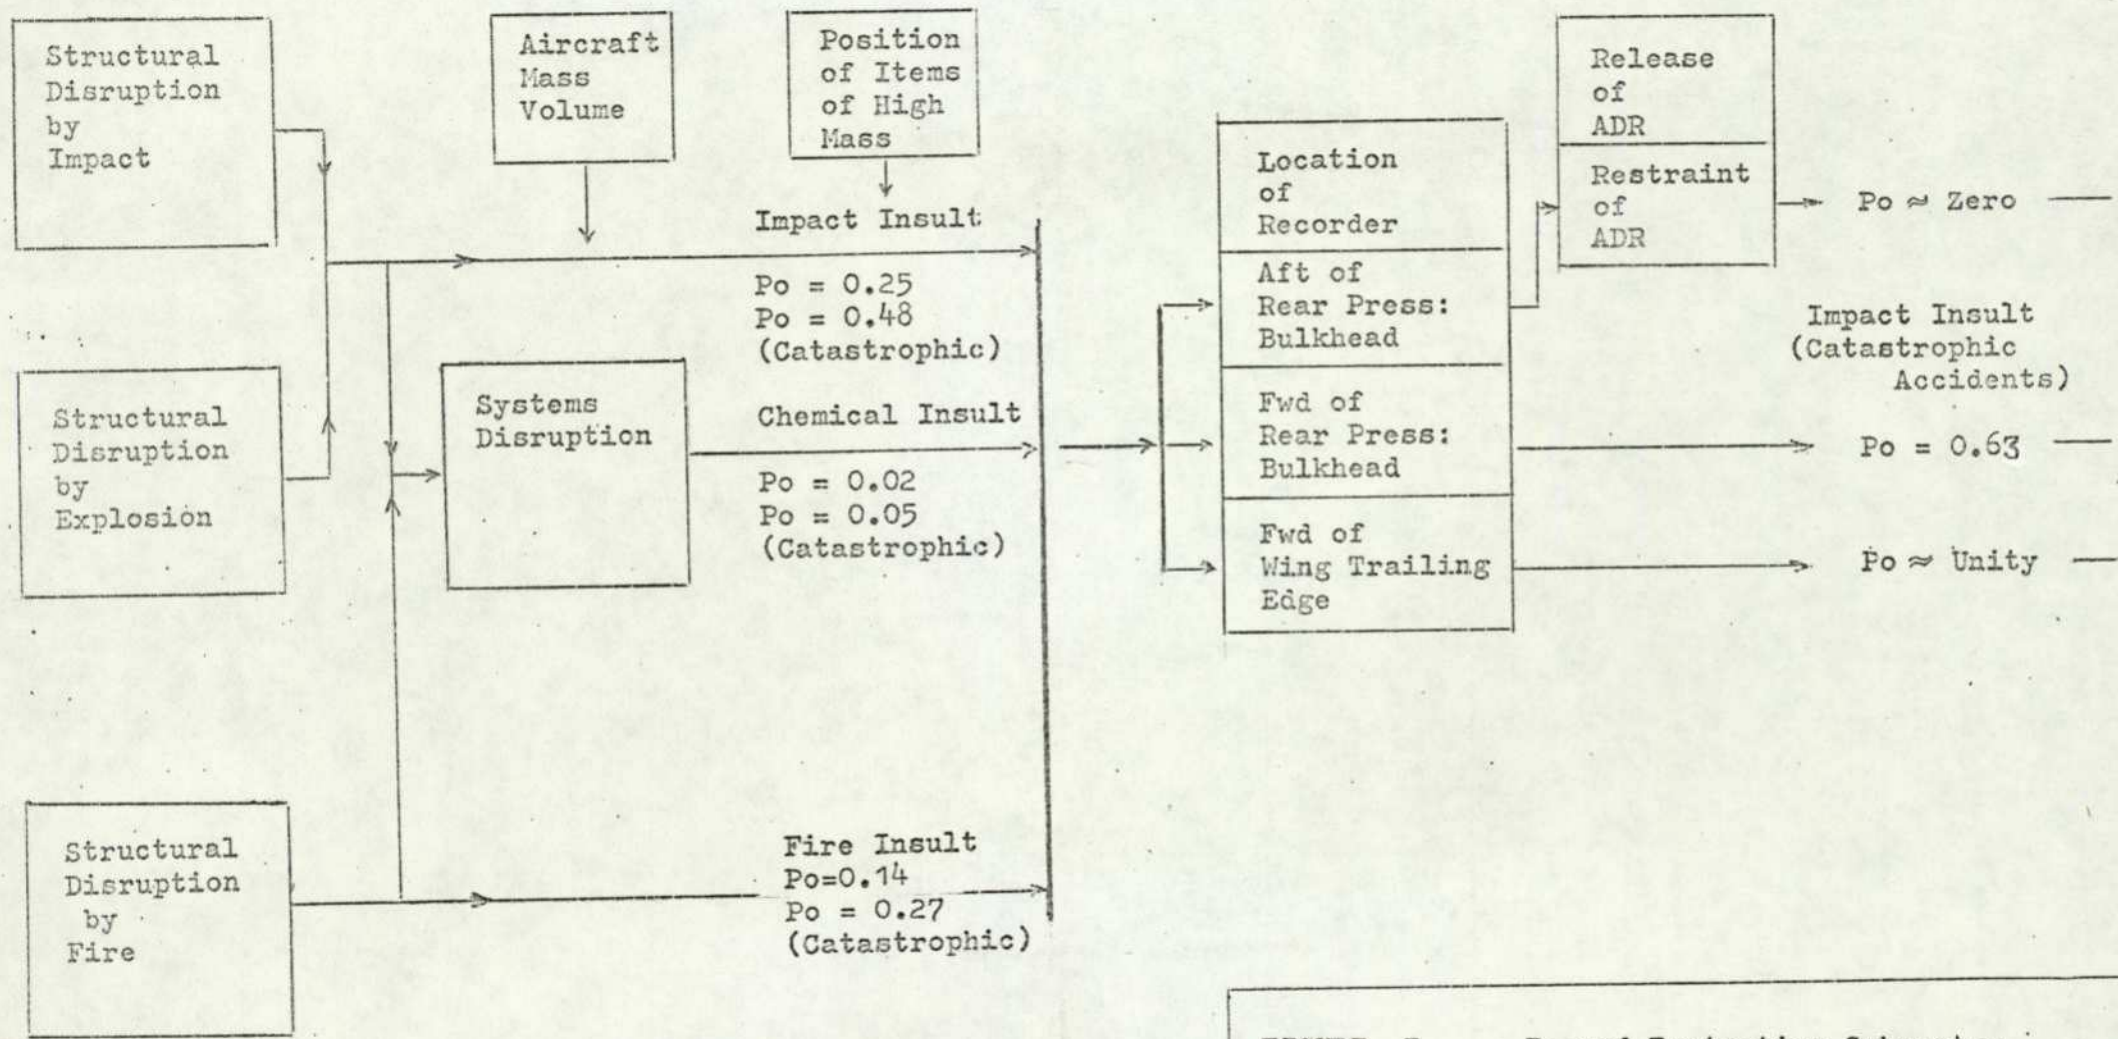 Structural
Disruption
by
Impact
Aircraft
Mass
Volume
Position
of Items
of High
Mass
Release
of
ADR
Restraint
of
ADR
Po ≈ Zero
Structural
Disruption
by
Explosion
Impact Insult
Po = 0.25
Po = 0.48
(Catastrophic)
Systems
Disruption
Chemical Insult
Po = 0.02
Po = 0.05
(Catastrophic)
Location
of
Recorder
Aft of
Rear Press:
Bulkhead
Fwd of
Rear Press:
Bulkhead
Fwd of
Wing Trailing
Edge
Impact Insult
(Catastrophic
Accidents)
Po = 0.63
Po ≈ Unity
Structural
Disruption
by
Fire
Fire Insult
Po=0.14
Po = 0.27
(Catastrophic)